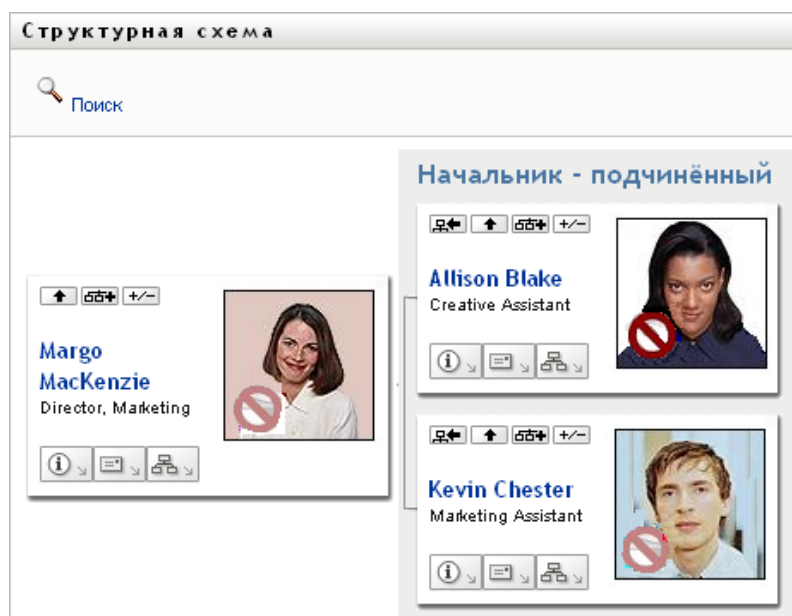 Структурная схема
Поиск
Начальник - подчинённый
Margo
MacKenzie
Director, Marketing
Allison Blake
Creative Assistant
Kevin Chester
Marketing Assistant